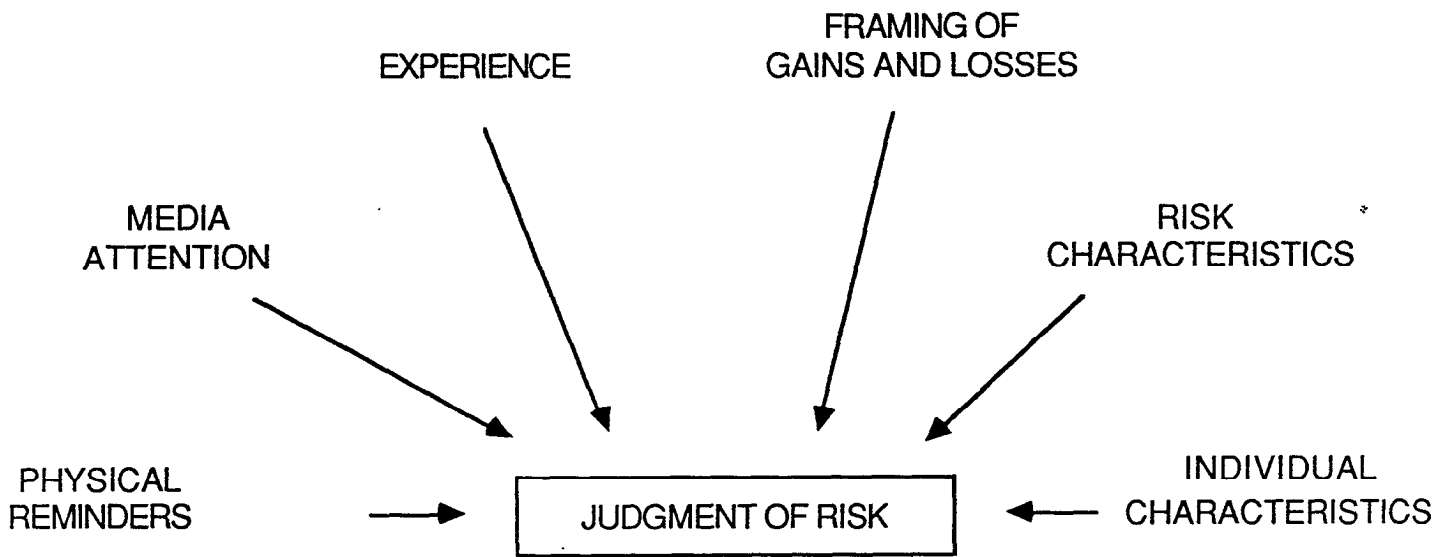 FRAMING OF
GAINS AND LOSSES
EXPERIENCE
MEDIA
ATTENTION
RISK
CHARACTERISTICS
PHYSICAL
REMINDERS
JUDGMENT OF RISK
INDIVIDUAL
CHARACTERISTICS